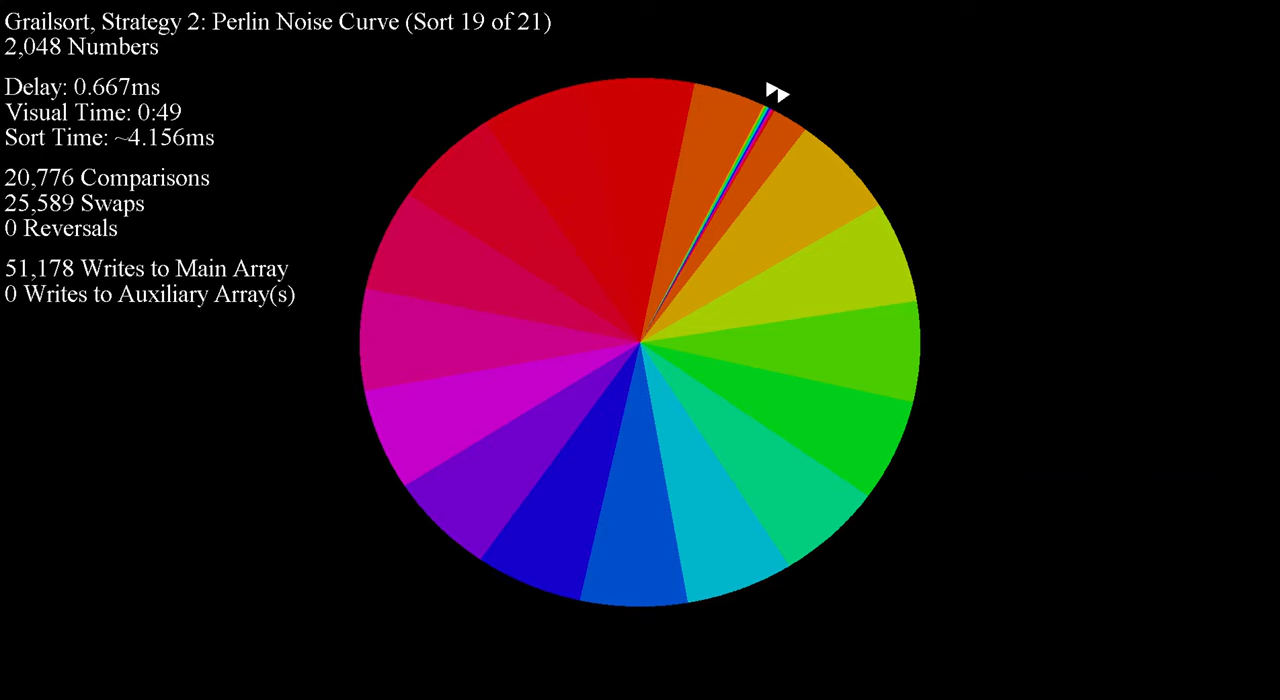 Grailsort, Strategy 2: Perlin Noise Curve (Sort 19 of 21)
2,048 Numbers
Delay: 0.667ms
Visual Time: 0:49
Sort Time: ~4.156ms
20,776 Comparisons
25,589 Swaps
0 Reversals
51,178 Writes to Main Array
0 Writes to Auxiliary Array(s)